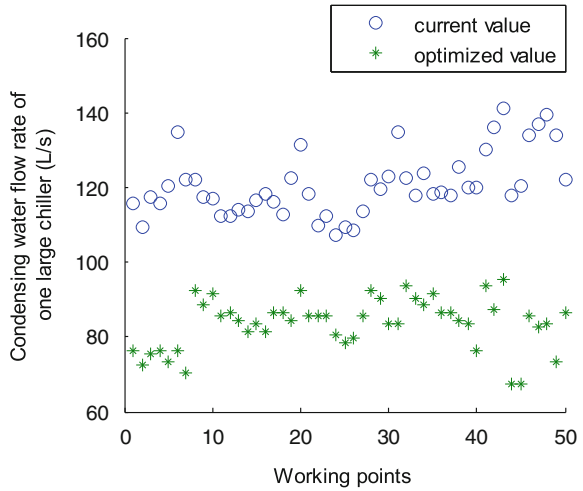 current value
optimized value
160
140
120
100
80
60
0
10
20
30
40
50
Condensing water flow rate of
one large chiller (L/s)
Working points